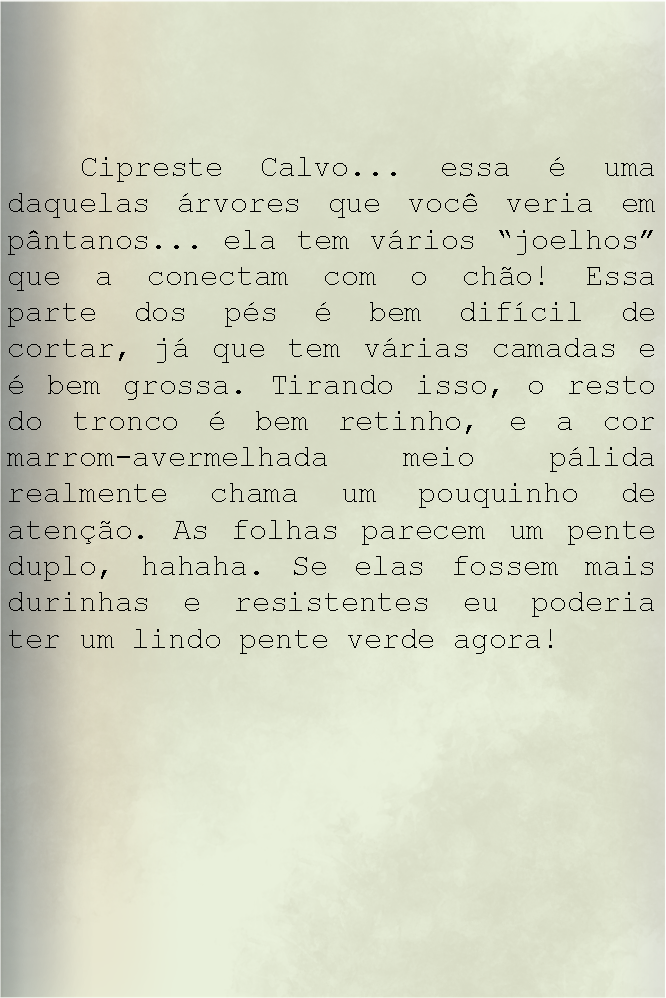 Cipreste Calvo... essa é uma
daquelas árvores que você veria em
pântanos... ela tem vários “joelhos”
que a conectam com o chão! Essa
parte dos pés é bem difícil de
cortar, já que tem várias camadas e
é bem grossa. Tirando isso, o resto
do tronco é bem retinho, e a cor
marrom-avermelhada meio pálida
realmente chama um pouquinho de
atenção. As folhas parecem um pente
duplo, hahaha. Se elas fossem mais
durinhas e resistentes eu poderia
ter um lindo pente verde agora!